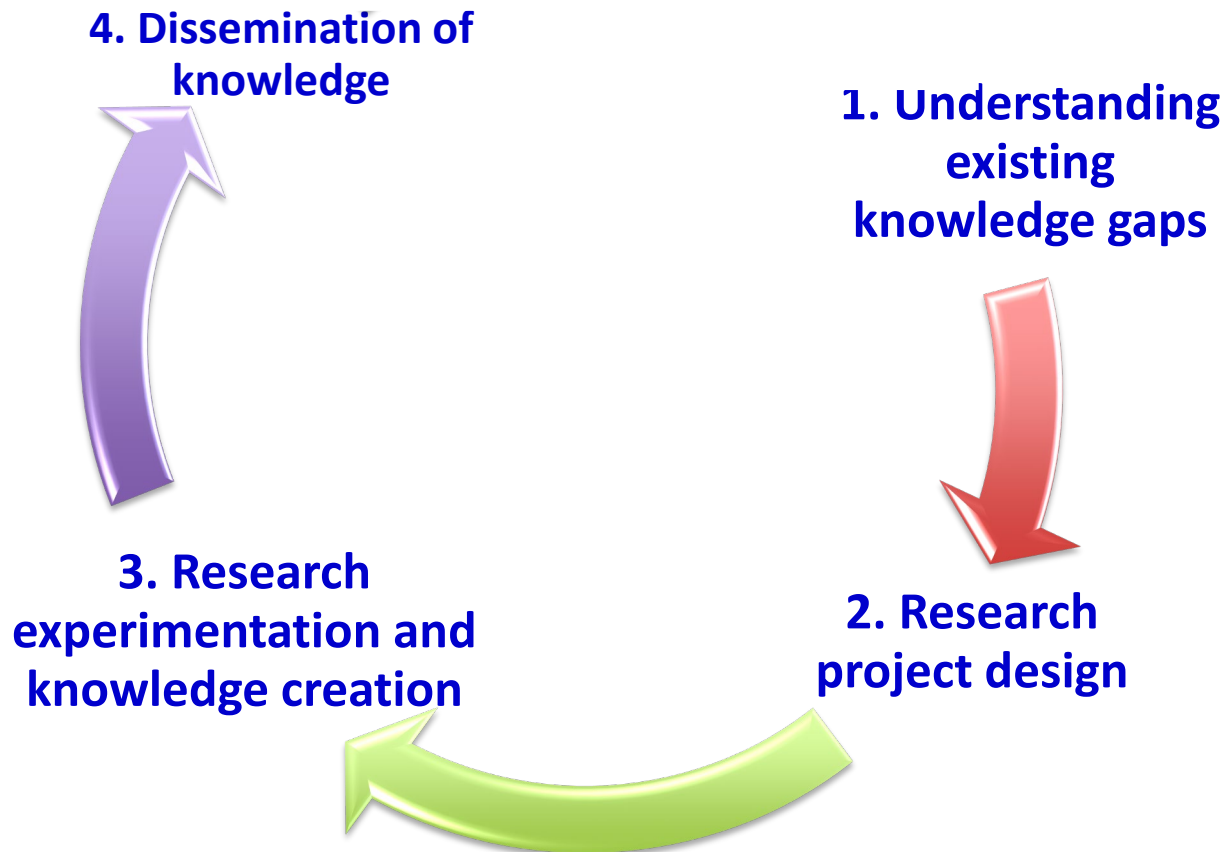 1. Understanding
existing
knowledge gaps
2. Research
project design
3. Research
experimentation and
knowledge creation
4. Dissemination of
knowledge